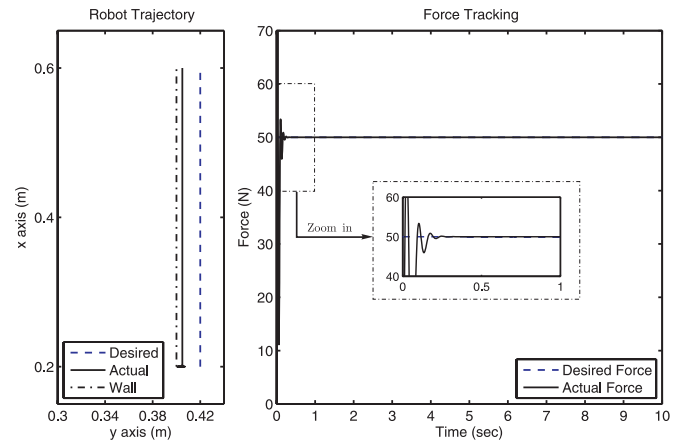 Robot Trajectory
x axis (m)
0.6
0.4
0.2
0.3 0.34 0.38 0.42
y axis (m)
Desired
Actual
Wall
Force Tracking
Force (N)
70
60
50
40
30
20
10
0
0 1 2 3 4 5 6 7 8 9 10
Time (sec)
Zoom in
60
50
40
0 0.5 1
Desired Force
Actual Force